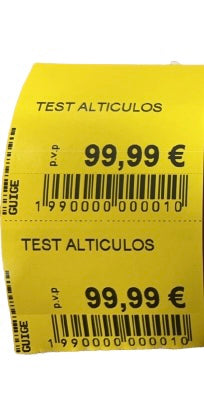 TEST ALTICULOS
p.v.p 99,99 €
GUIGE
1 990000 000010
TEST ALTICULOS
p.v.p 99,99 €
GUIGE
1 990000 000010